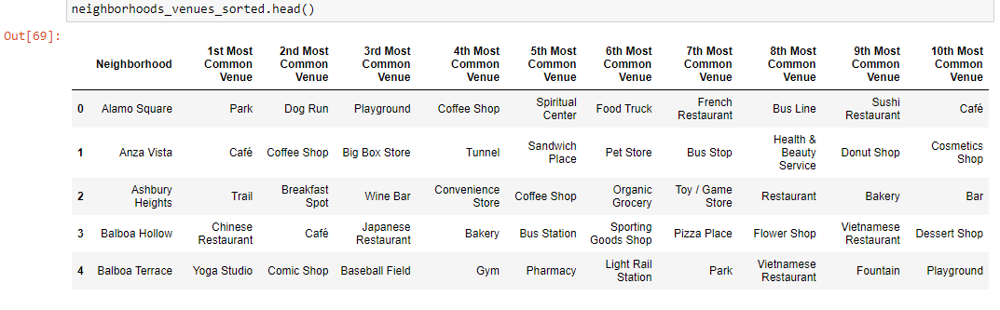 neighborhoods_venues_sorted.head()
Out[69]:
Neighborhood 1st Most Common Venue 2nd Most Common Venue 3rd Most Common Venue 4th Most Common Venue 5th Most Common Venue 6th Most Common Venue 7th Most Common Venue 8th Most Common Venue 9th Most Common Venue 10th Most Common Venue
0 Alamo Square Park Dog Run Playground Coffee Shop Spiritual Center Food Truck French Restaurant Bus Line Sushi Restaurant Café
1 Anza Vista Café Coffee Shop Big Box Store Tunnel Sandwich Place Pet Store Bus Stop Health & Beauty Service Donut Shop Cosmetics Shop
2 Ashbury Heights Trail Breakfast Spot Wine Bar Convenience Store Coffee Shop Organic Grocery Toy / Game Store Restaurant Bakery Bar
3 Balboa Hollow Chinese Restaurant Café Japanese Restaurant Bakery Bus Station Sporting Goods Shop Pizza Place Flower Shop Vietnamese Restaurant Dessert Shop
4 Balboa Terrace Yoga Studio Comic Shop Baseball Field Gym Pharmacy Light Rail Station Park Vietnamese Restaurant Fountain Playground